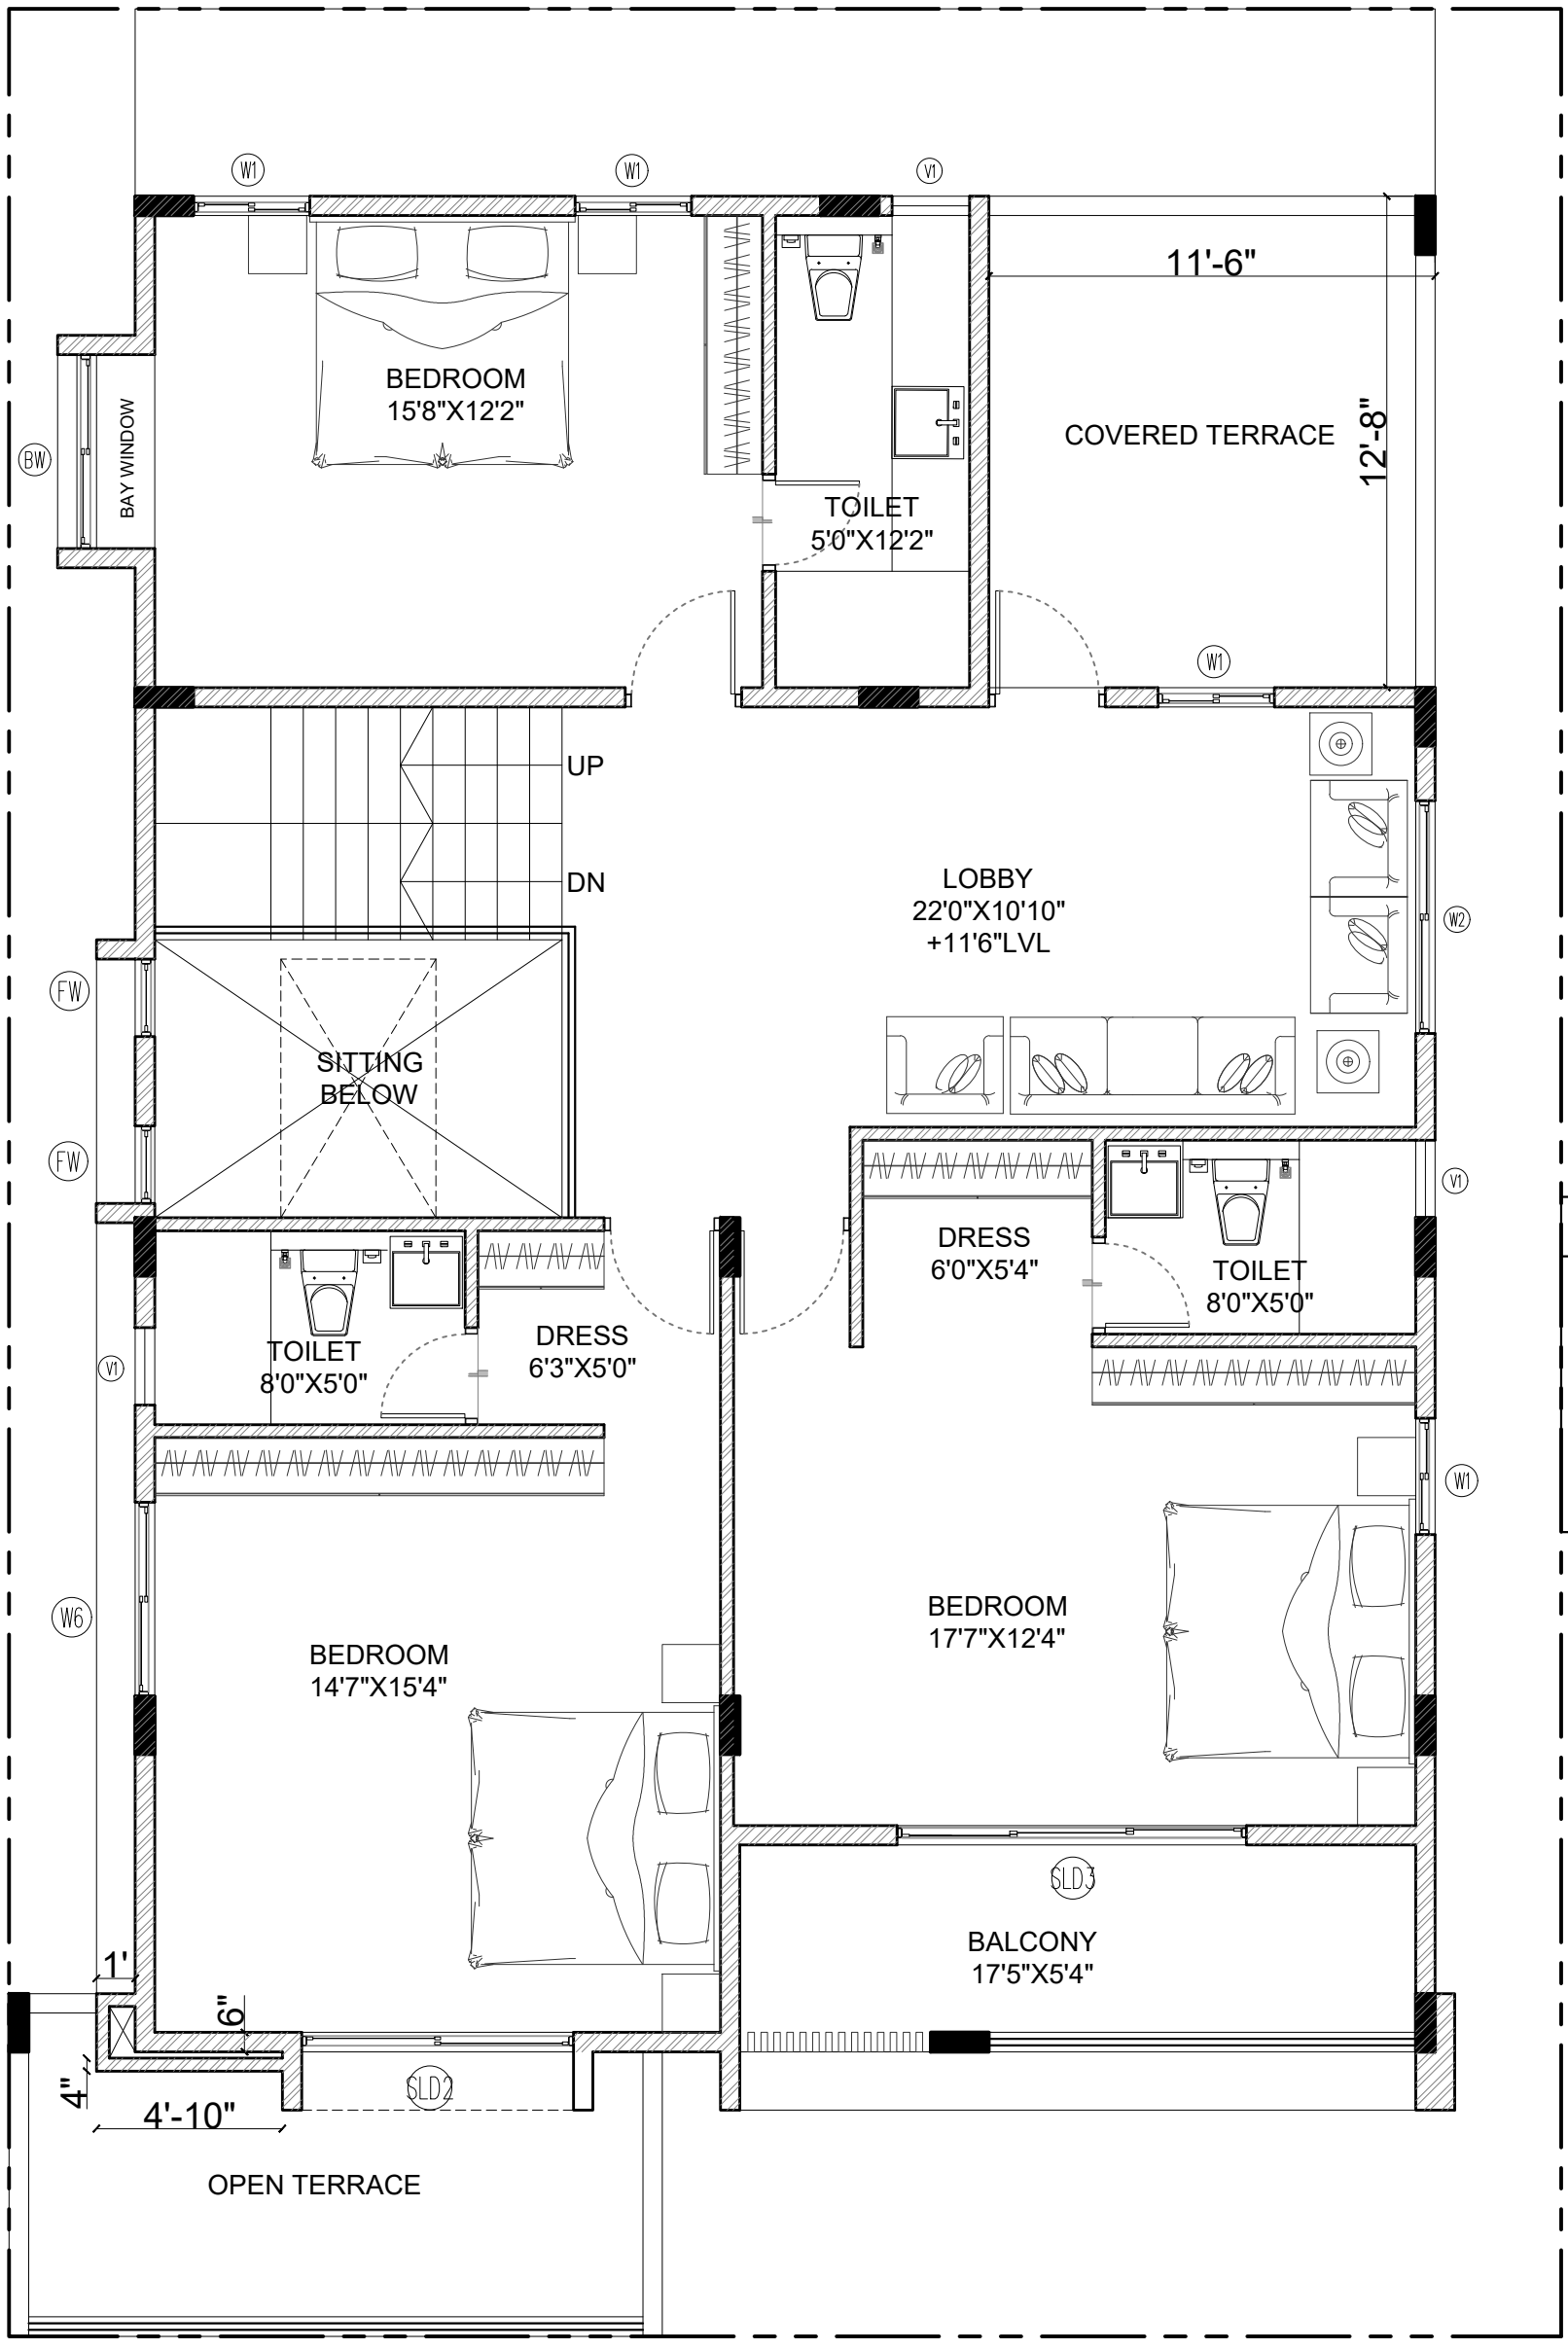 W1
W1
V1
11'-6"
BEDROOM
15'8"X12'2"
12'-8"
COVERED TERRACE
BW
BAY WINDOW
TOILET
5'0"X12'2"
W1
UP
DN
LOBBY
22'0"X10'10"
+11'6"LVL
W2
FW
SITTING
BELOW
FW
V1
DRESS
6'0"X5'4"
TOILET
8'0"X5'0"
DRESS
6'3"X5'0"
TOILET
8'0"X5'0"
V1
W1
W6
BEDROOM
17'7"X12'4"
BEDROOM
14'7"X15'4"
SLD3
BALCONY
17'5"X5'4"
1'
6"
4"
SLD2
4'-10"
OPEN TERRACE